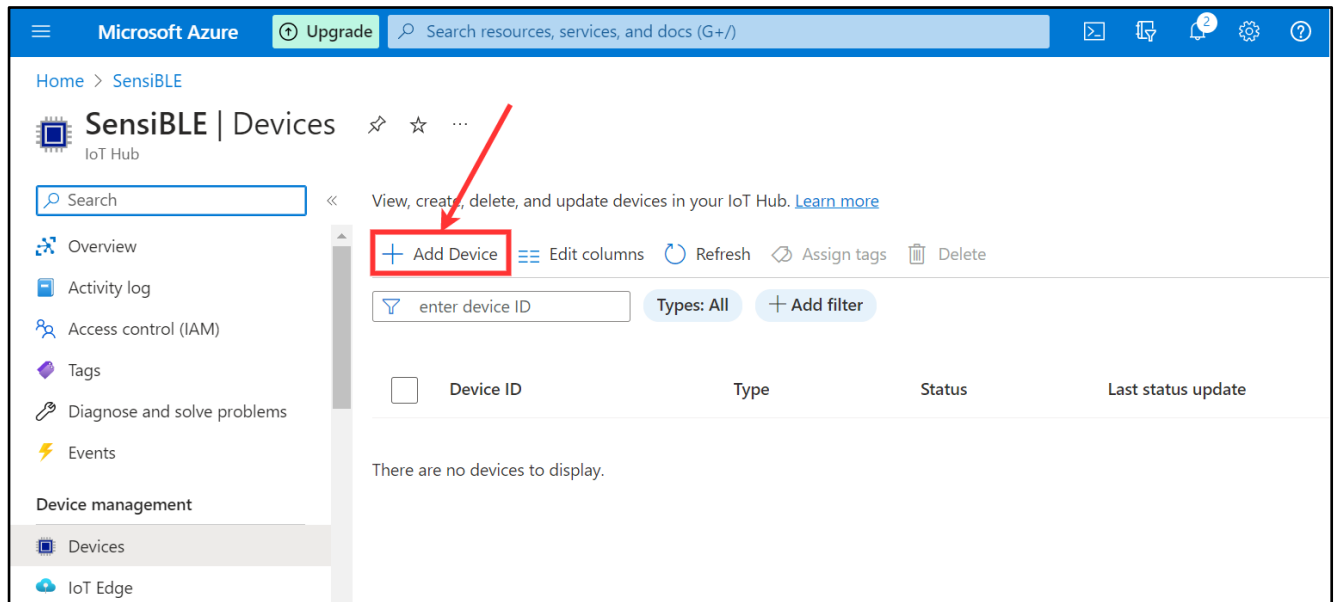 Microsoft Azure Upgrade Search resources, services, and docs (G+/) 2
Home > SensiBLE
SensiBLE | Devices ...
IoT Hub
Search «
View, create, delete, and update devices in your IoT Hub. Learn more
Overview
Activity log
Access control (IAM)
Tags
Diagnose and solve problems
Events
Device management
Devices
IoT Edge
+ Add Device Edit columns Refresh Assign tags Delete
enter device ID Types: All + Add filter
Device ID Type Status Last status update
There are no devices to display.